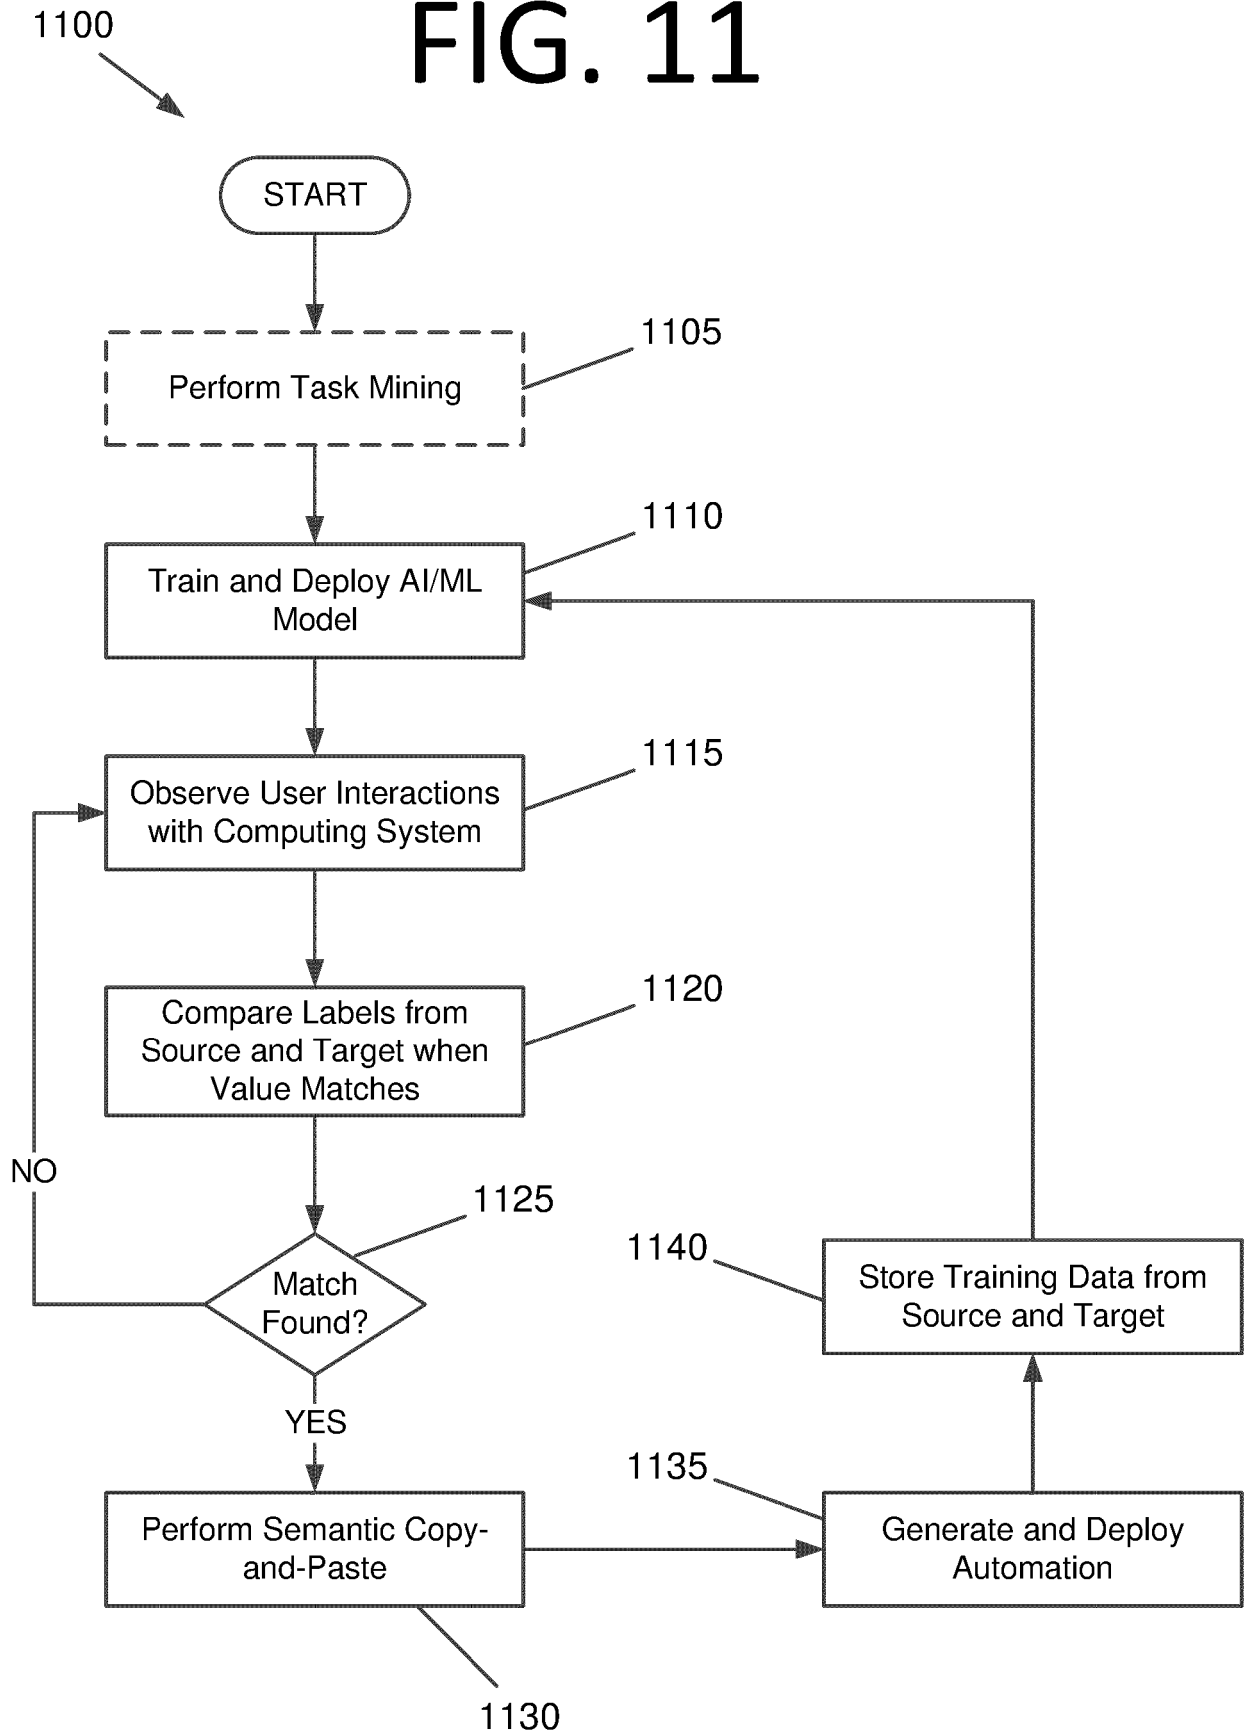 1100
FIG. 11
START
1105
Perform Task Mining
1110
Train and Deploy AI/ML
Model
1115
Observe User Interactions
with Computing System
1120
Compare Labels from
Source and Target when
Value Matches
NO
1125
Match
Found?
1140
Store Training Data from
Source and Target
YES
1135
Perform Semantic Copy-
and-Paste
Generate and Deploy
Automation
1130